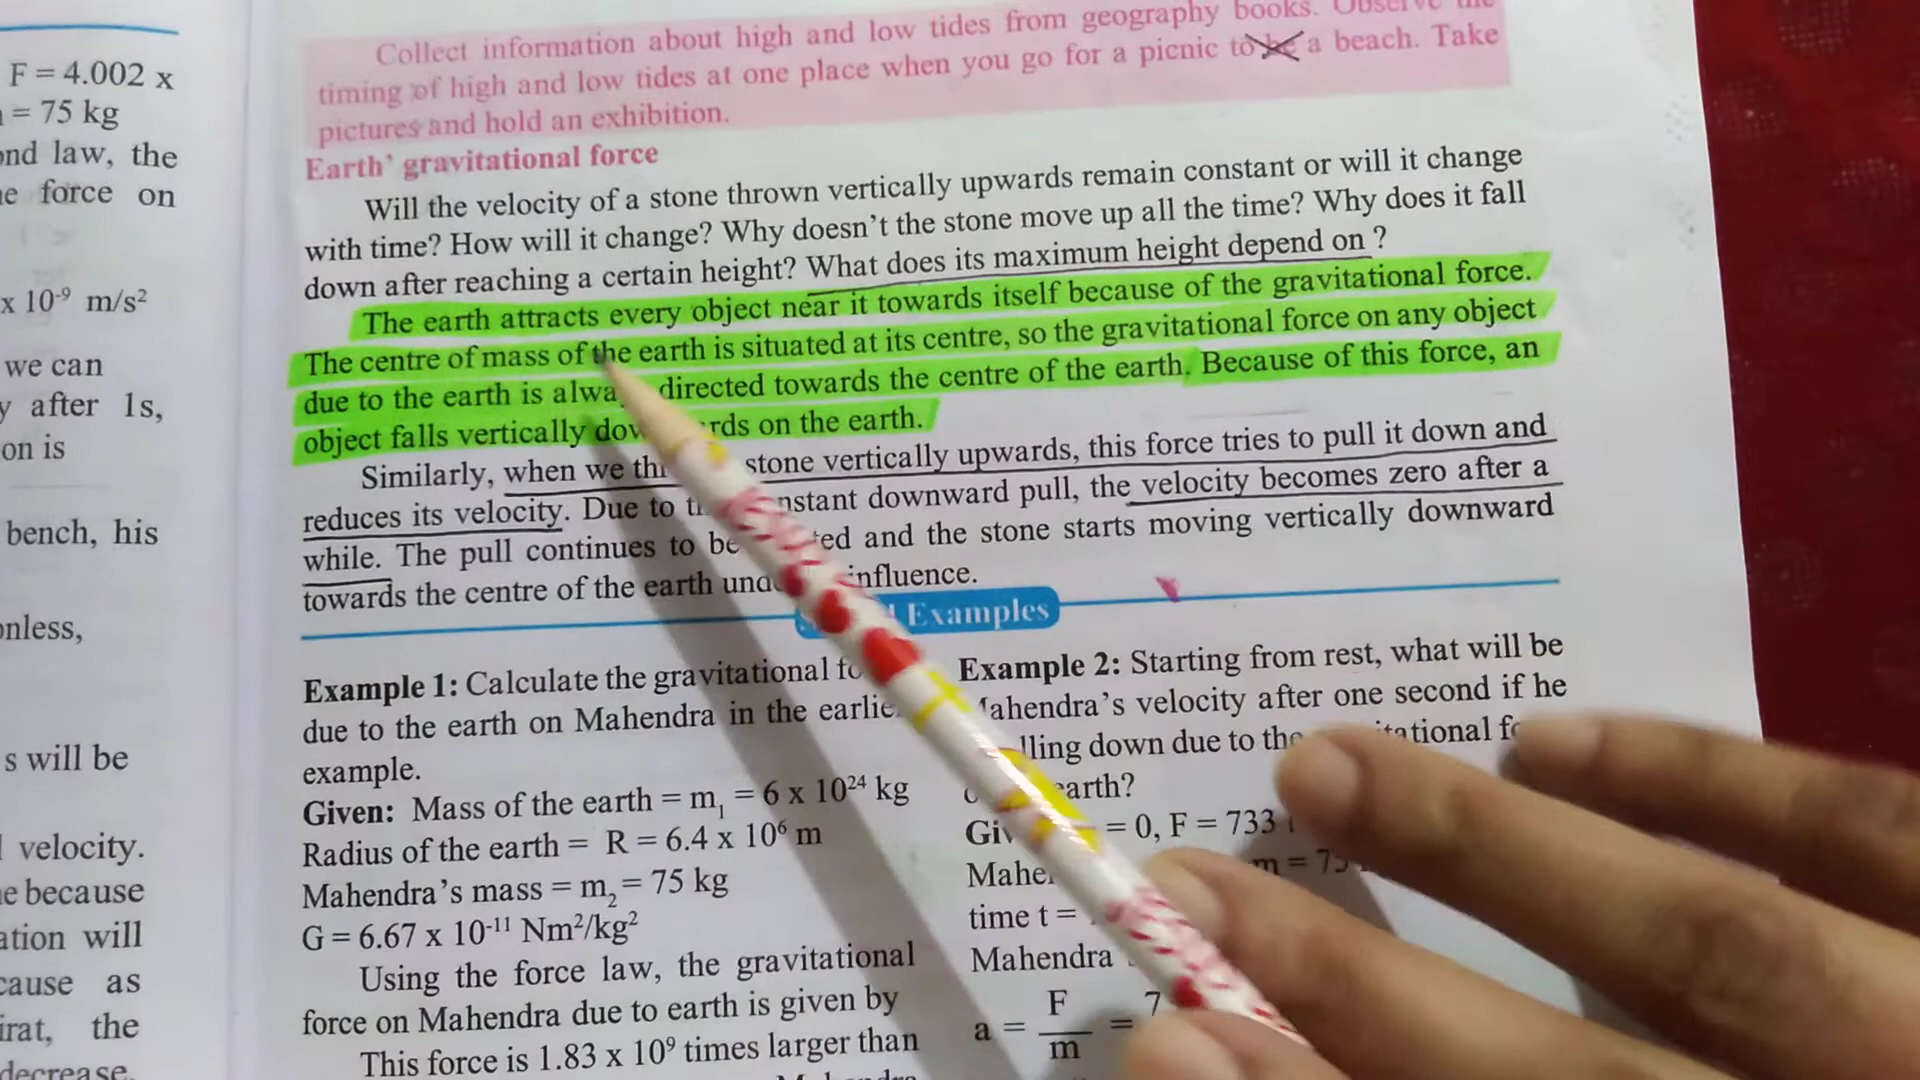 F = 4.002 x
= 75 kg
ond law, the
force on
x 10⁻⁹ m/s²
we can
y after 1s,
on is
bench, his
onless,
s will be
velocity.
e because
ation will
cause as
irat, the
decrease.
Collect information about high and low tides from geography books. Observe the
timing of high and low tides at one place when you go for a picnic to be a beach. Take
pictures and hold an exhibition.
Earth' gravitational force
Will the velocity of a stone thrown vertically upwards remain constant or will it change
with time? How will it change? Why doesn't the stone move up all the time? Why does it fall
down after reaching a certain height? What does its maximum height depend on ?
The earth attracts every object near it towards itself because of the gravitational force.
The centre of mass of the earth is situated at its centre, so the gravitational force on any object
due to the earth is alwa directed towards the centre of the earth. Because of this force, an
object falls vertically dow rds on the earth.
Similarly, when we th stone vertically upwards, this force tries to pull it down and
reduces its velocity. Due to nstant downward pull, the velocity becomes zero after a
while. The pull continues to be ted and the stone starts moving vertically downward
towards the centre of the earth und influence.
Examples
Example 1: Calculate the gravitational fo
due to the earth on Mahendra in the earlie
example.
Given: Mass of the earth = m₁ = 6 x 10²⁴ kg
Radius of the earth = R = 6.4 x 10⁶ m
Mahendra's mass = m₂ = 75 kg
G = 6.67 x 10⁻¹¹ Nm²/kg²
Using the force law, the gravitational
force on Mahendra due to earth is given by
This force is 1.83 x 10⁹ times larger than
Example 2: Starting from rest, what will be
Mahendra's velocity after one second if he
lling down due to the tational fo
earth?
Giv = 0, F = 733
Mahe m = 75
time t =
Mahendra
a = F/m = 7